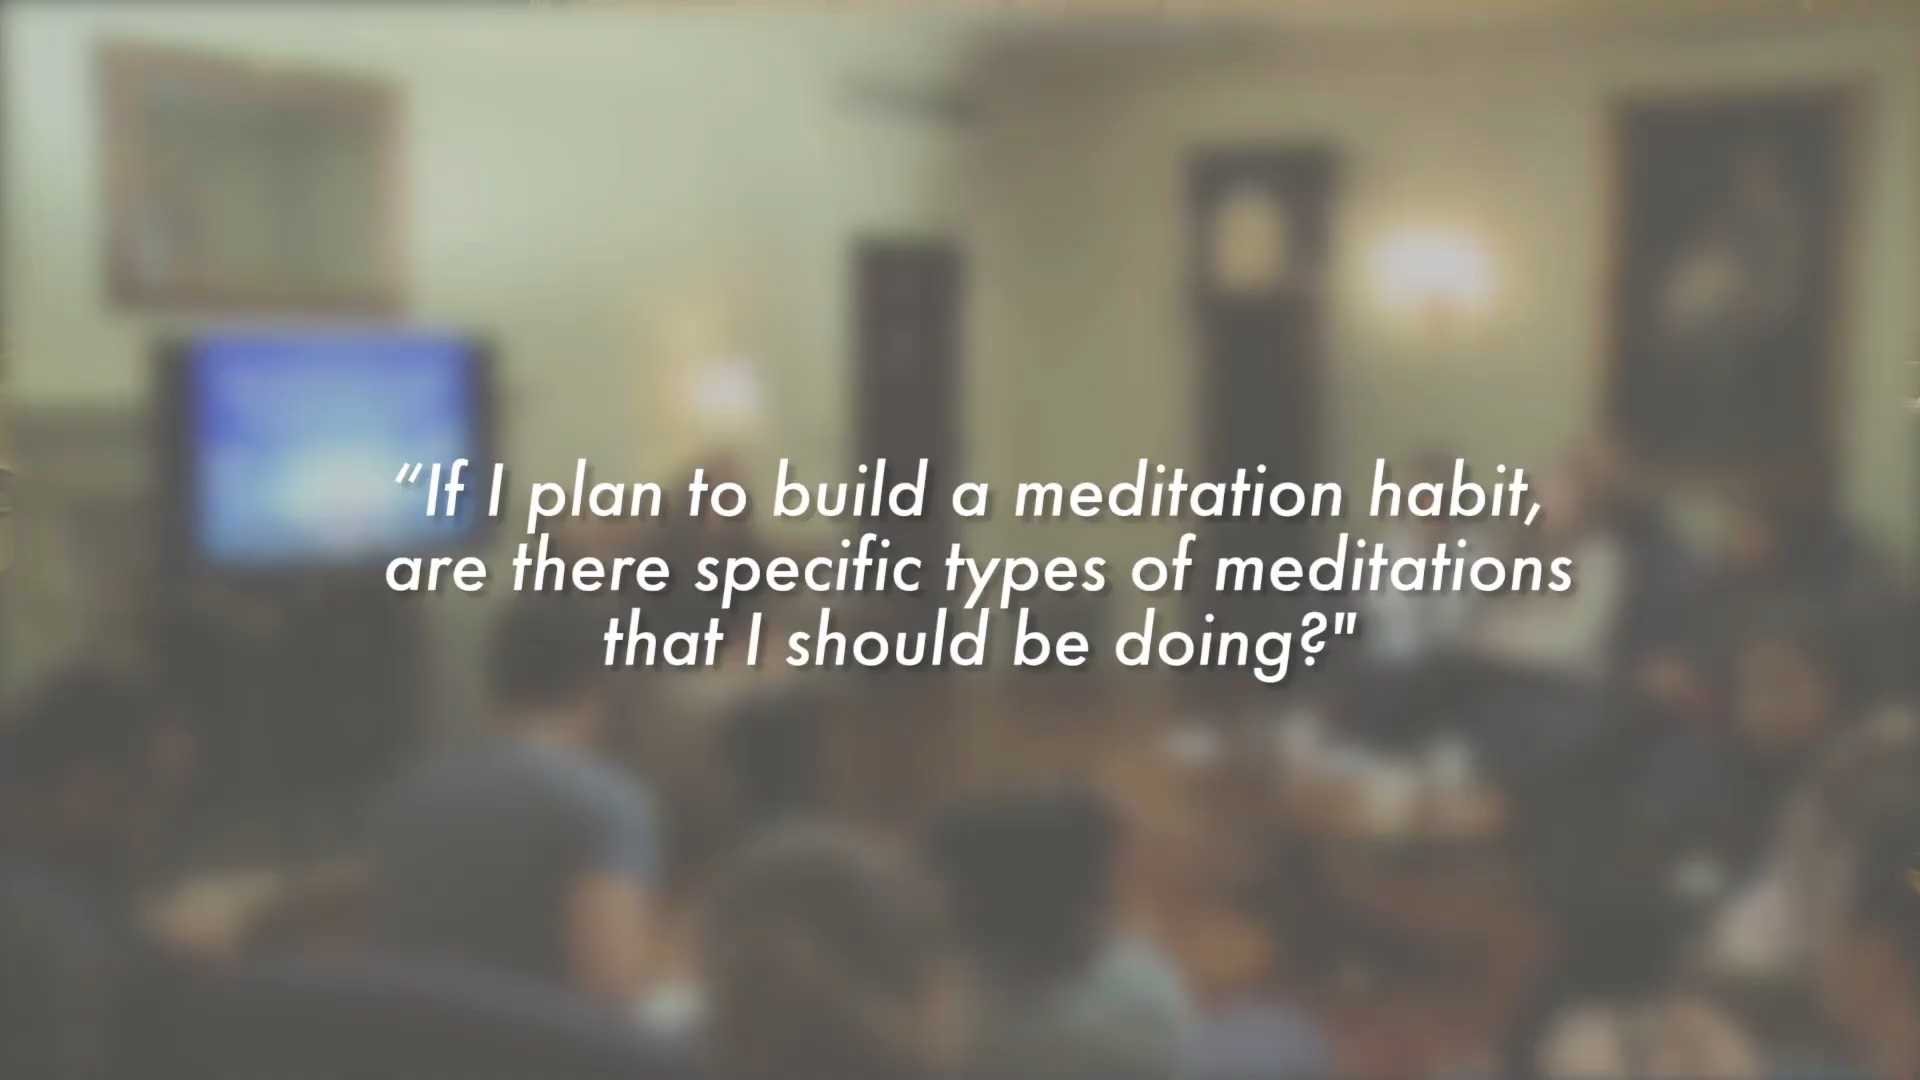 “If I plan to build a meditation habit,
are there specific types of meditations
that I should be doing?"